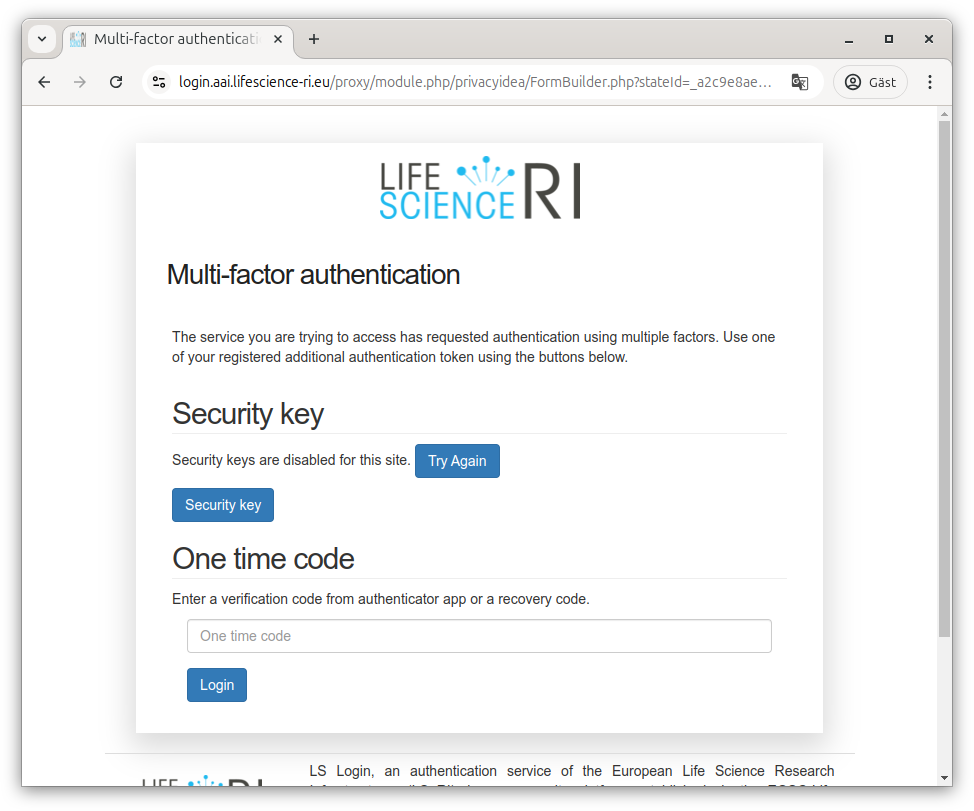 Multi-factor authenticati
login.aai.lifescience-ri.eu/proxy/module.php/privacyidea/FormBuilder.php?stateId=_a2c9e8ae...
Gäst
LIFE
SCIENCE RI
Multi-factor authentication
The service you are trying to access has requested authentication using multiple factors. Use one
of your registered additional authentication token using the buttons below.
Security key
Security keys are disabled for this site. Try Again
Security key
One time code
Enter a verification code from authenticator app or a recovery code.
One time code
Login
LS Login, an authentication service of the European Life Science Research
LIFE RI